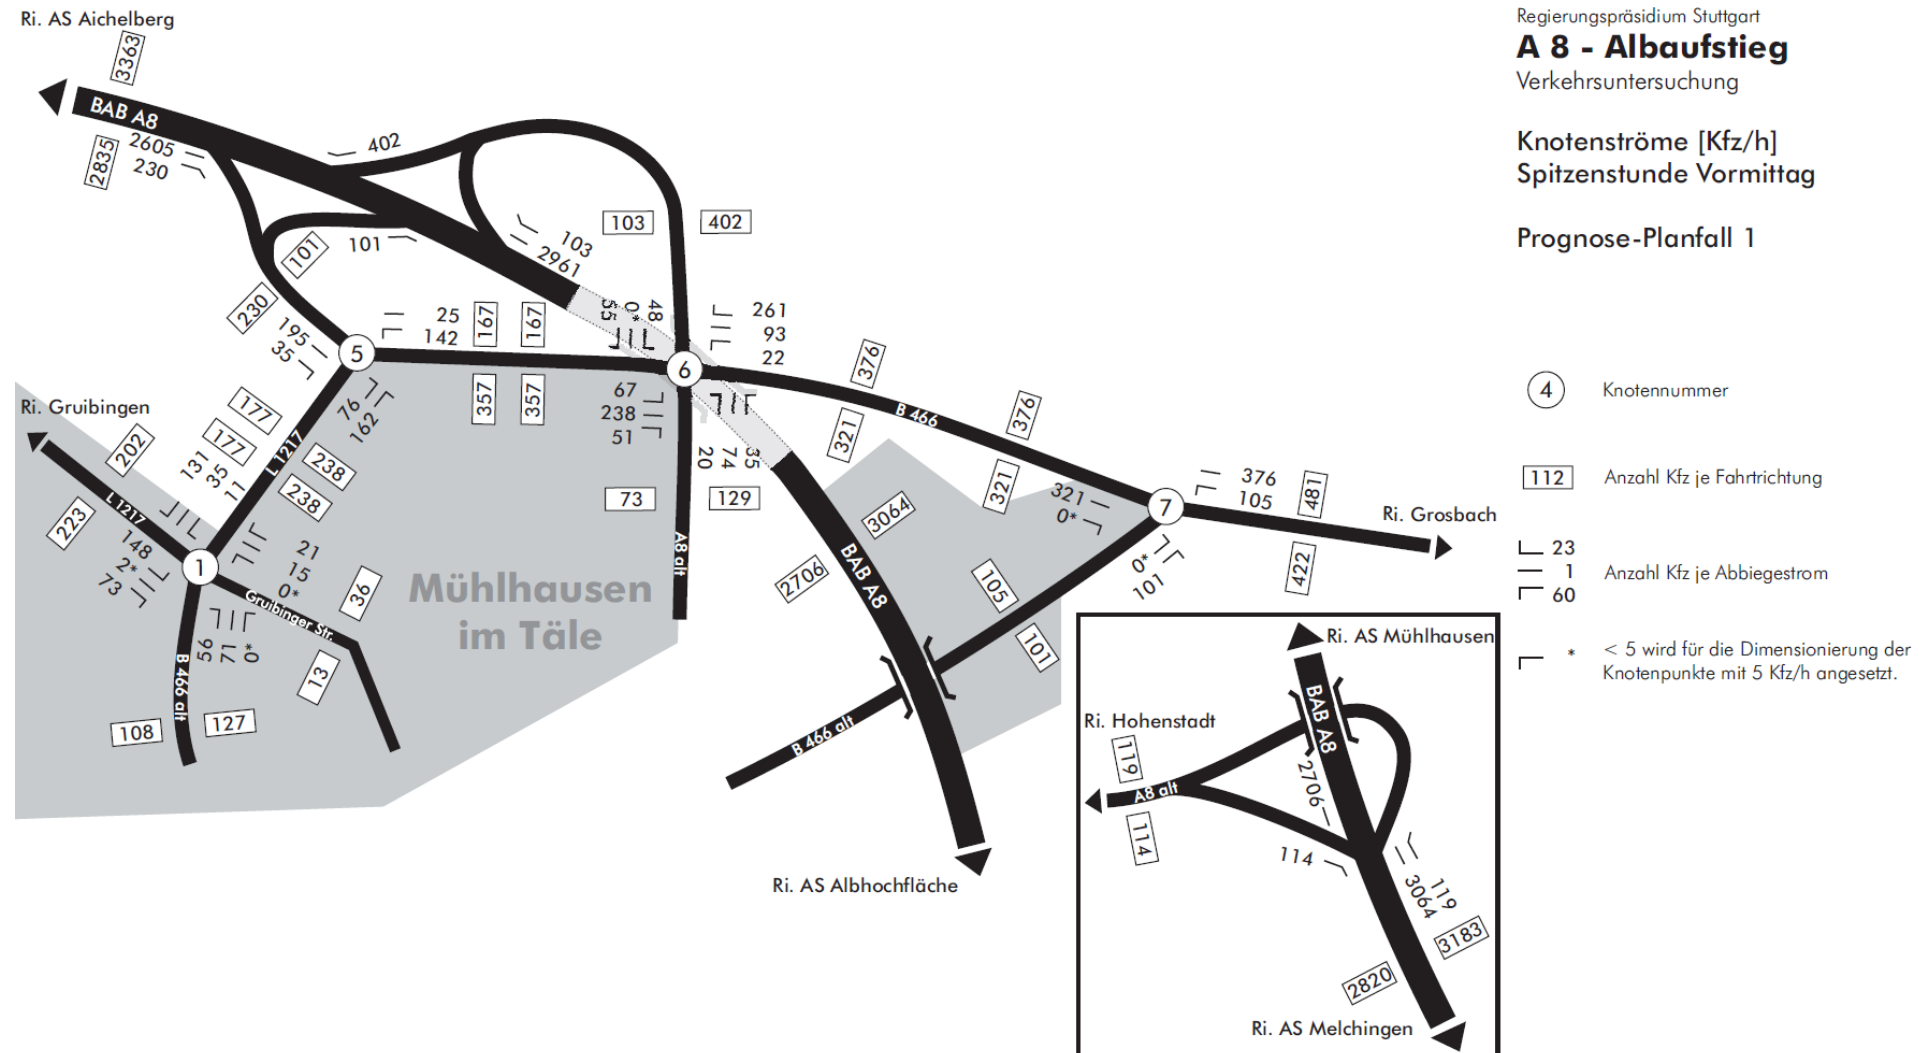 Ri. AS Aichelberg
3363
BAB A8
2835
2605
230
402
101
101
230
103
2961
103
402
195
35
5
25
142
167
167
357
357
55
0*
48
261
93
22
6
67
238
51
20
74
35
73
129
A8 alt
376
321
B 466
376
321
321
0*
7
376
105
481
422
Ri. Grosbach
0*
101
105
101
3064
2706
BAB A8
B 466 alt
Ri. AS Albhochfläche
Ri. Gruibingen
202
223
L 1217
177
177
131
35
11
L 1217
76
162
238
238
148
2*
73
1
21
15
0*
36
Gruibinger Str.
13
56
71
0*
B 466 alt
108
127
Mühlhausen
im Täle
Regierungspräsidium Stuttgart
A 8 - Albaufstieg
Verkehrsuntersuchung
Knotenströme [Kfz/h]
Spitzenstunde Vormittag
Prognose-Planfall 1
4 Knotennummer
112 Anzahl Kfz je Fahrtrichtung
23
1 Anzahl Kfz je Abbiegestrom
60
* < 5 wird für die Dimensionierung der
Knotenpunkte mit 5 Kfz/h angesetzt.
Ri. AS Mühlhausen
BAB A8
Ri. Hohenstadt
119
A8 alt
114
2706
114
119
3064
3183
2820
Ri. AS Melchingen